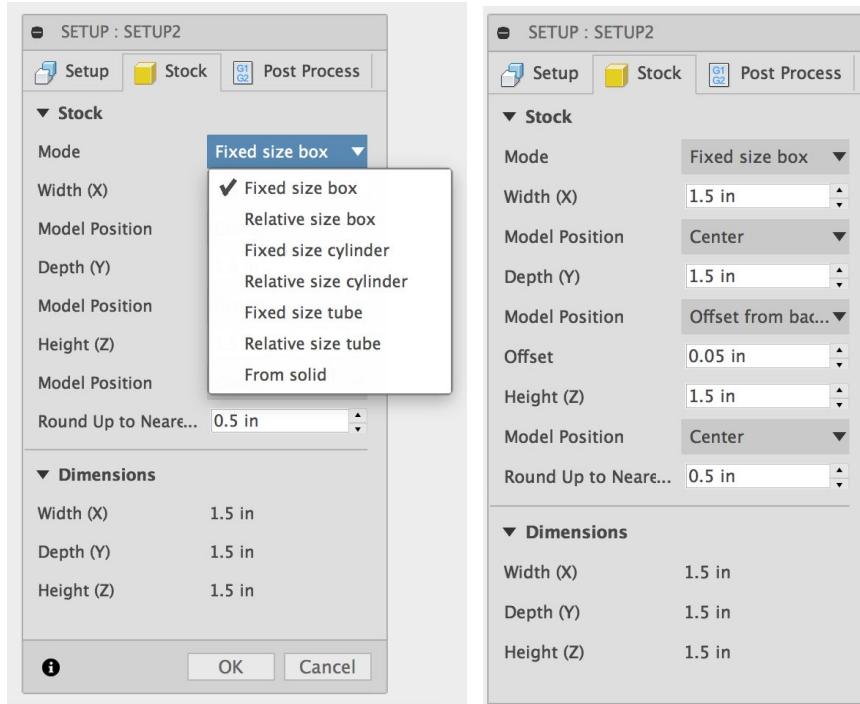 SETUP : SETUP2
Setup Stock G1 G2 Post Process
Stock
Mode Fixed size box
Width (X) Fixed size box
Relative size box
Model Position
Fixed size cylinder
Depth (Y)
Relative size cylinder
Model Position Fixed size tube
Height (Z) Relative size tube
Model Position From solid
Round Up to Neare... 0.5 in
Dimensions
Width (X) 1.5 in
Depth (Y) 1.5 in
Height (Z) 1.5 in
OK Cancel
SETUP : SETUP2
Setup Stock G1 G2 Post Process
Stock
Mode Fixed size box
Width (X) 1.5 in
Model Position Center
Depth (Y) 1.5 in
Model Position Offset from bac...
Offset 0.05 in
Height (Z) 1.5 in
Model Position Center
Round Up to Neare... 0.5 in
Dimensions
Width (X) 1.5 in
Depth (Y) 1.5 in
Height (Z) 1.5 in